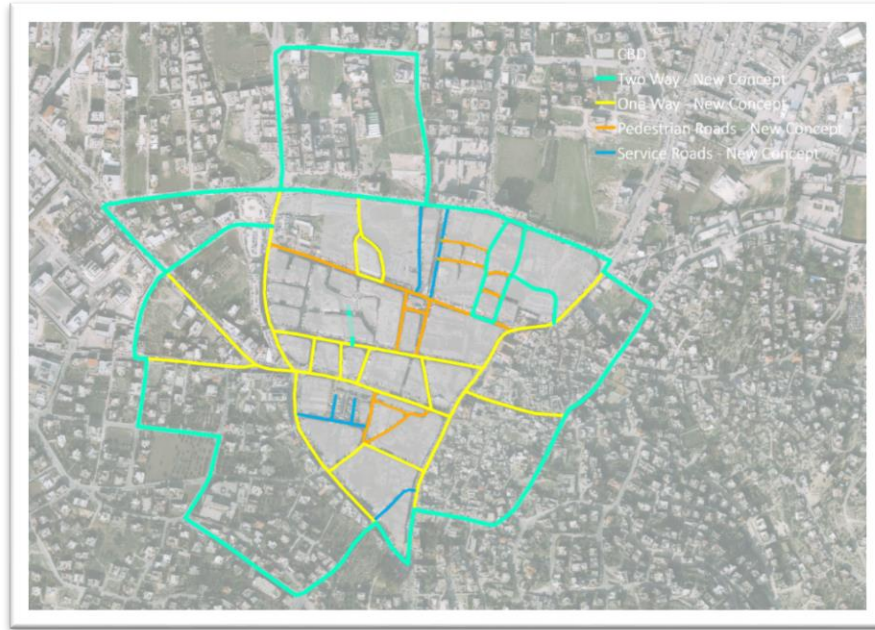 CBD
Two Way - New Concept
One Way - New Concept
Pedestrian Roads - New Concept
Service Roads - New Concept